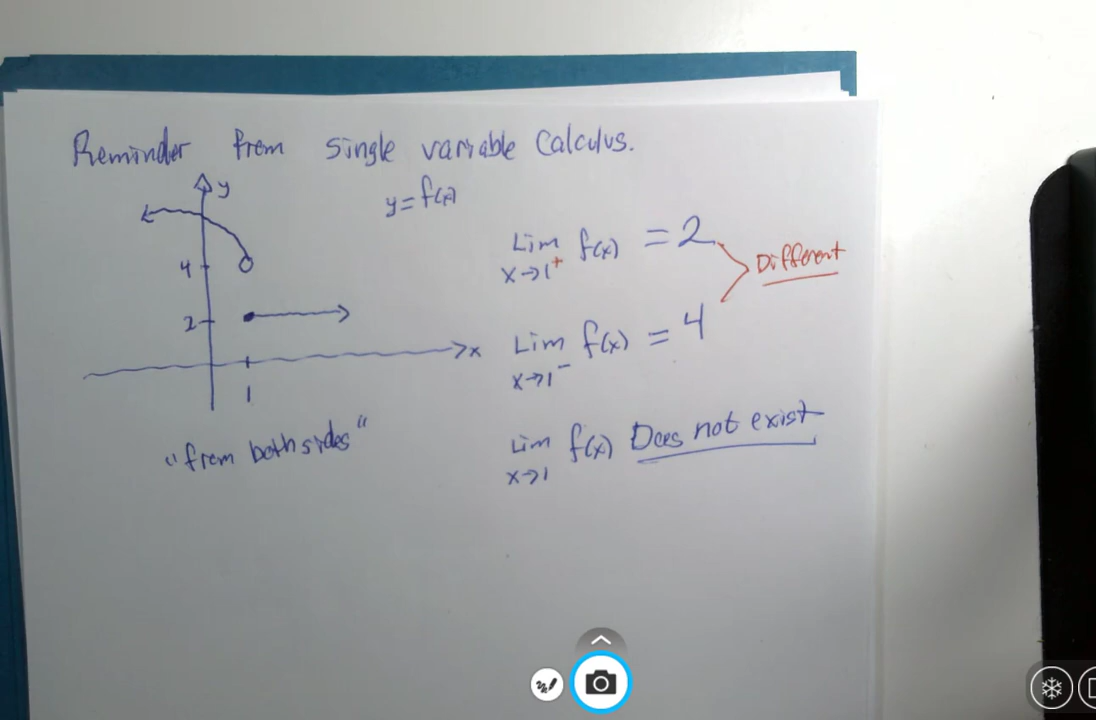 Reminder from single variable Calculus.
y
y=f(x)
4
2
x
1
"from both sides"
Lim f(x) = 2
x→1⁺
Different
Lim f(x) = 4
x→1⁻
Lim f(x) Does not exist
x→1